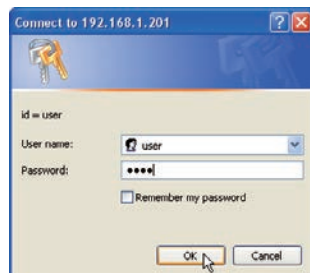 Connect to 192.168.1.201
id = user
User name: user
Password: ••••
Remember my password
OK Cancel